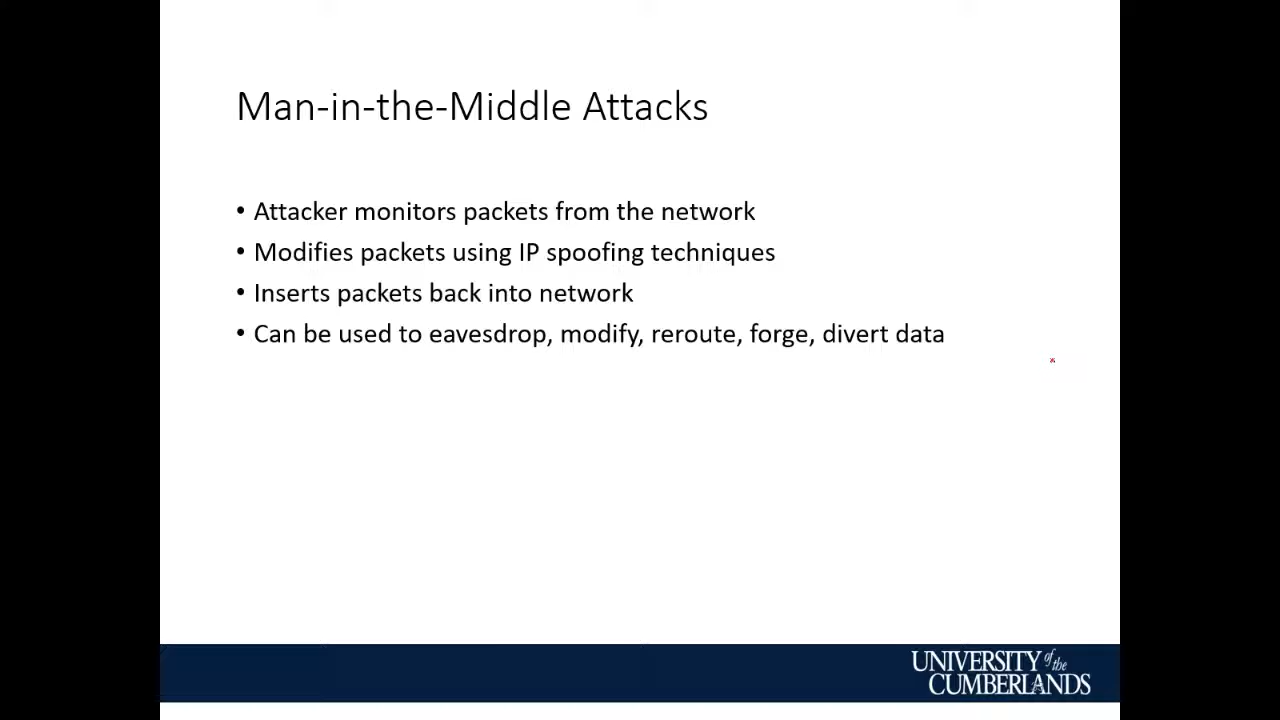 Man-in-the-Middle Attacks
• Attacker monitors packets from the network
• Modifies packets using IP spoofing techniques
• Inserts packets back into network
• Can be used to eavesdrop, modify, reroute, forge, divert data
UNIVERSITY of the
CUMBERLANDS